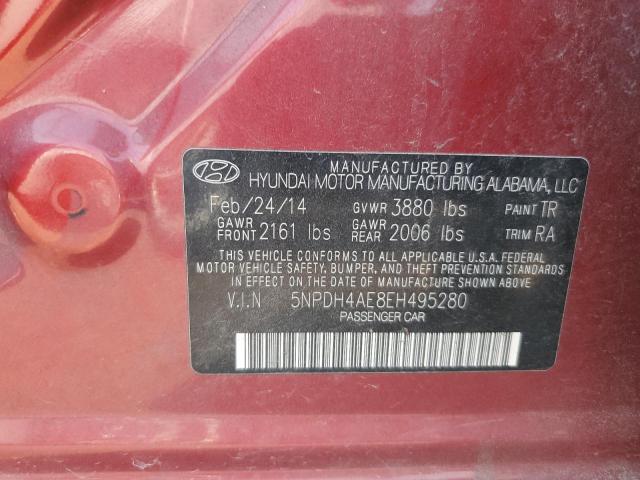 MANUFACTURED BY
HYUNDAI MOTOR MANUFACTURING ALABAMA, LLC
Feb/24/14 GVWR 3880 lbs PAINT TR
GAWR FRONT 2161 lbs GAWR REAR 2006 lbs TRIM RA
THIS VEHICLE CONFORMS TO ALL APPLICABLE U.S.A. FEDERAL
MOTOR VEHICLE SAFETY, BUMPER, AND THEFT PREVENTION STANDARDS
IN EFFECT ON THE DATE OF MANUFACTURE SHOWN ABOVE.
V.I.N 5NPDH4AE8EH495280
PASSENGER CAR